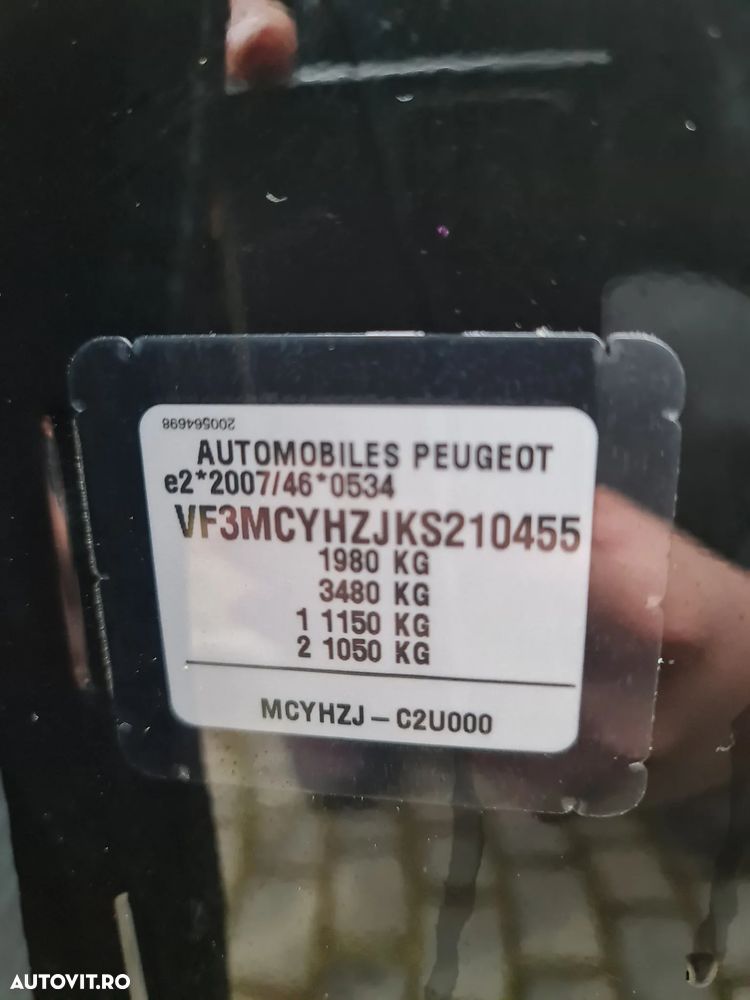 200564698
AUTOMOBILES PEUGEOT
e2*2007/46*0534
VF3MCYHZJKS210455
1980 KG
3480 KG
1 1150 KG
2 1050 KG
MCYHZJ – C2U000
AUTOVIT.RO